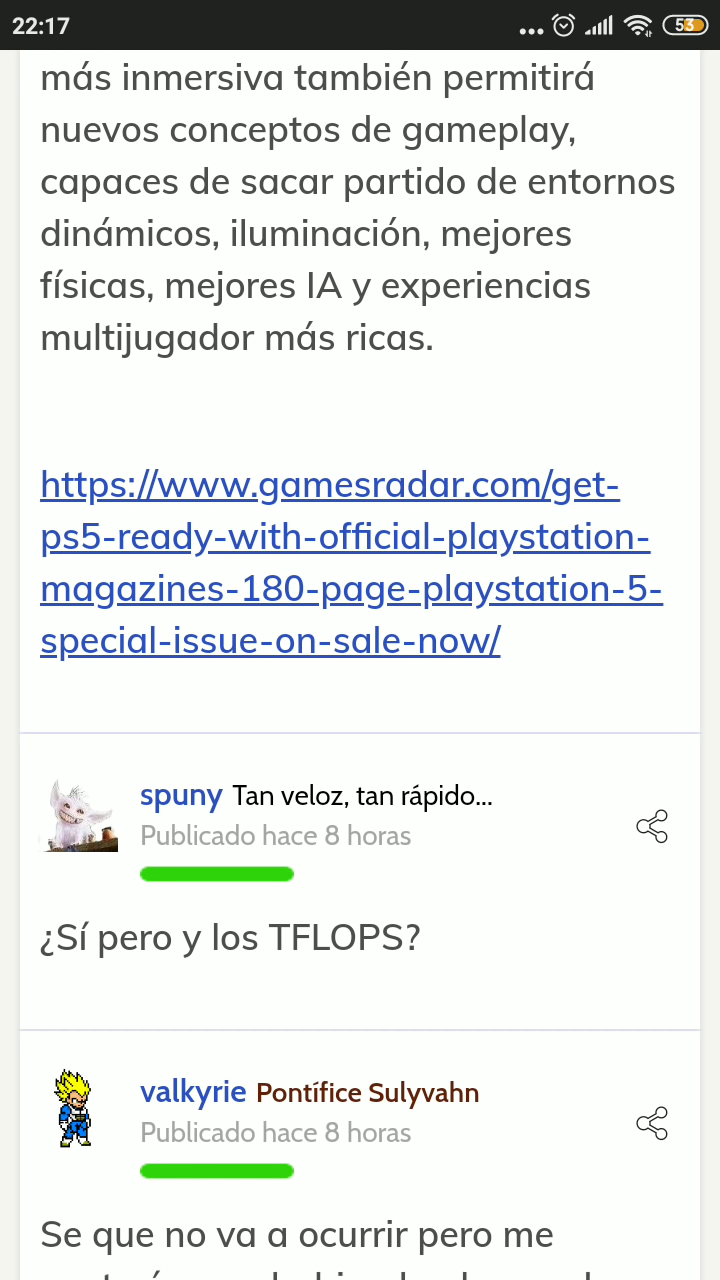 22:17
53
más inmersiva también permitirá
nuevos conceptos de gameplay,
capaces de sacar partido de entornos
dinámicos, iluminación, mejores
físicas, mejores IA y experiencias
multijugador más ricas.
https://www.gamesradar.com/get-
ps5-ready-with-official-playstation-
magazines-180-page-playstation-5-
special-issue-on-sale-now/
spuny Tan veloz, tan rápido...
Publicado hace 8 horas
¿Sí pero y los TFLOPS?
valkyrie Pontífice Sulyvahn
Publicado hace 8 horas
Se que no va a ocurrir pero me